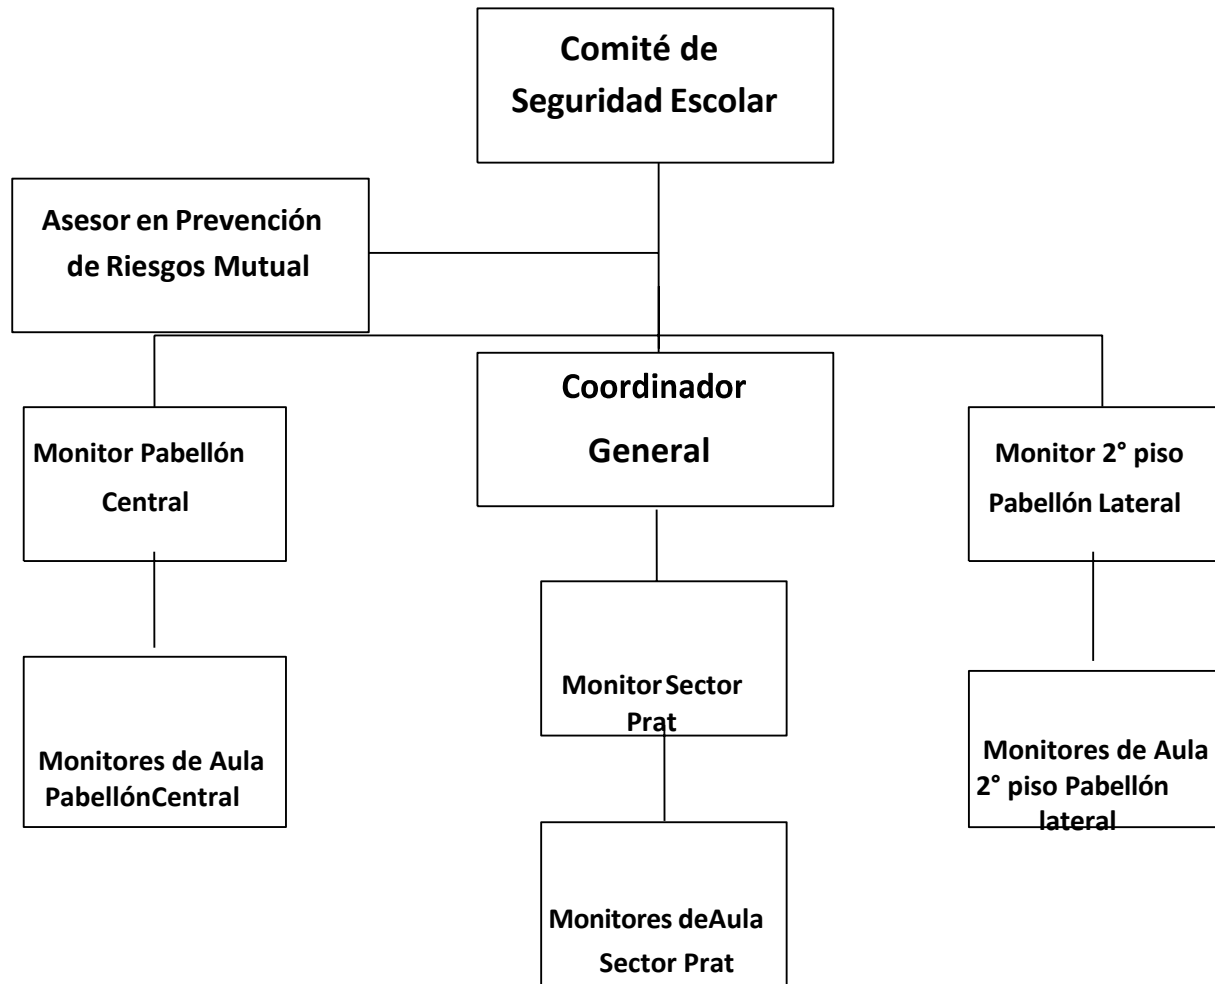 Comité de
Seguridad Escolar
Asesor en Prevención
de Riesgos Mutual
Coordinador
General
Monitor Pabellón
Central
Monitor 2° piso
Pabellón Lateral
Monitor Sector
Prat
Monitores de Aula
PabellónCentral
Monitores de Aula
2° piso Pabellón
lateral
Monitores deAula
Sector Prat